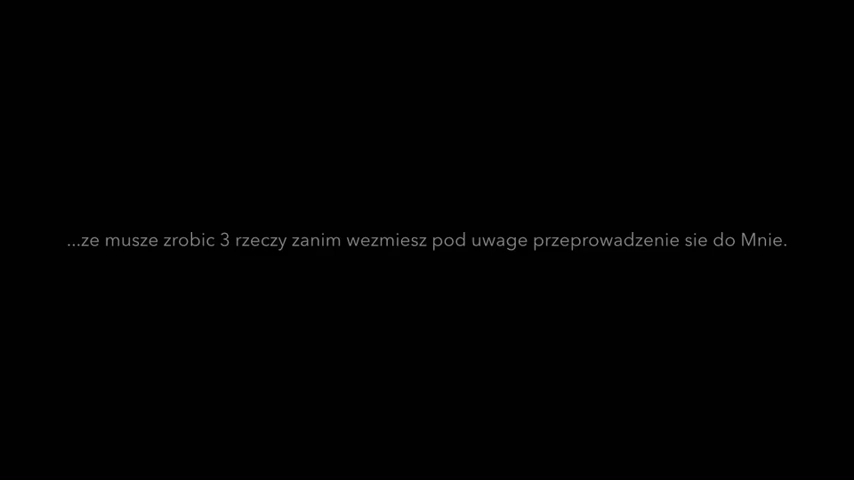 ...ze musze zrobic 3 rzeczy zanim wezmiesz pod uwage przeprowadzenie sie do Mnie.